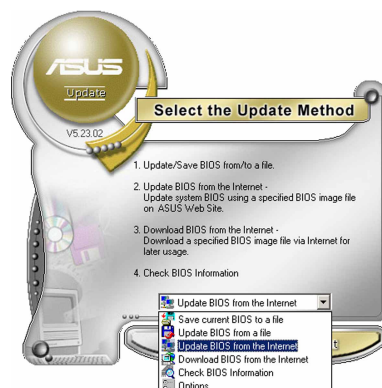 ASUS
Update
V5.23.02
Select the Update Method
1. Update/Save BIOS from/to a file.
2. Update BIOS from the Internet -
Update system BIOS using a specified BIOS image file
on ASUS Web Site.
3. Download BIOS from the Internet -
Download a specified BIOS image file via Internet for
later usage.
4. Check BIOS Information
Update BIOS from the Internet
Save current BIOS to a file
Update BIOS from a file
Update BIOS from the Internet
Download BIOS from the Internet
Check BIOS Information
Options